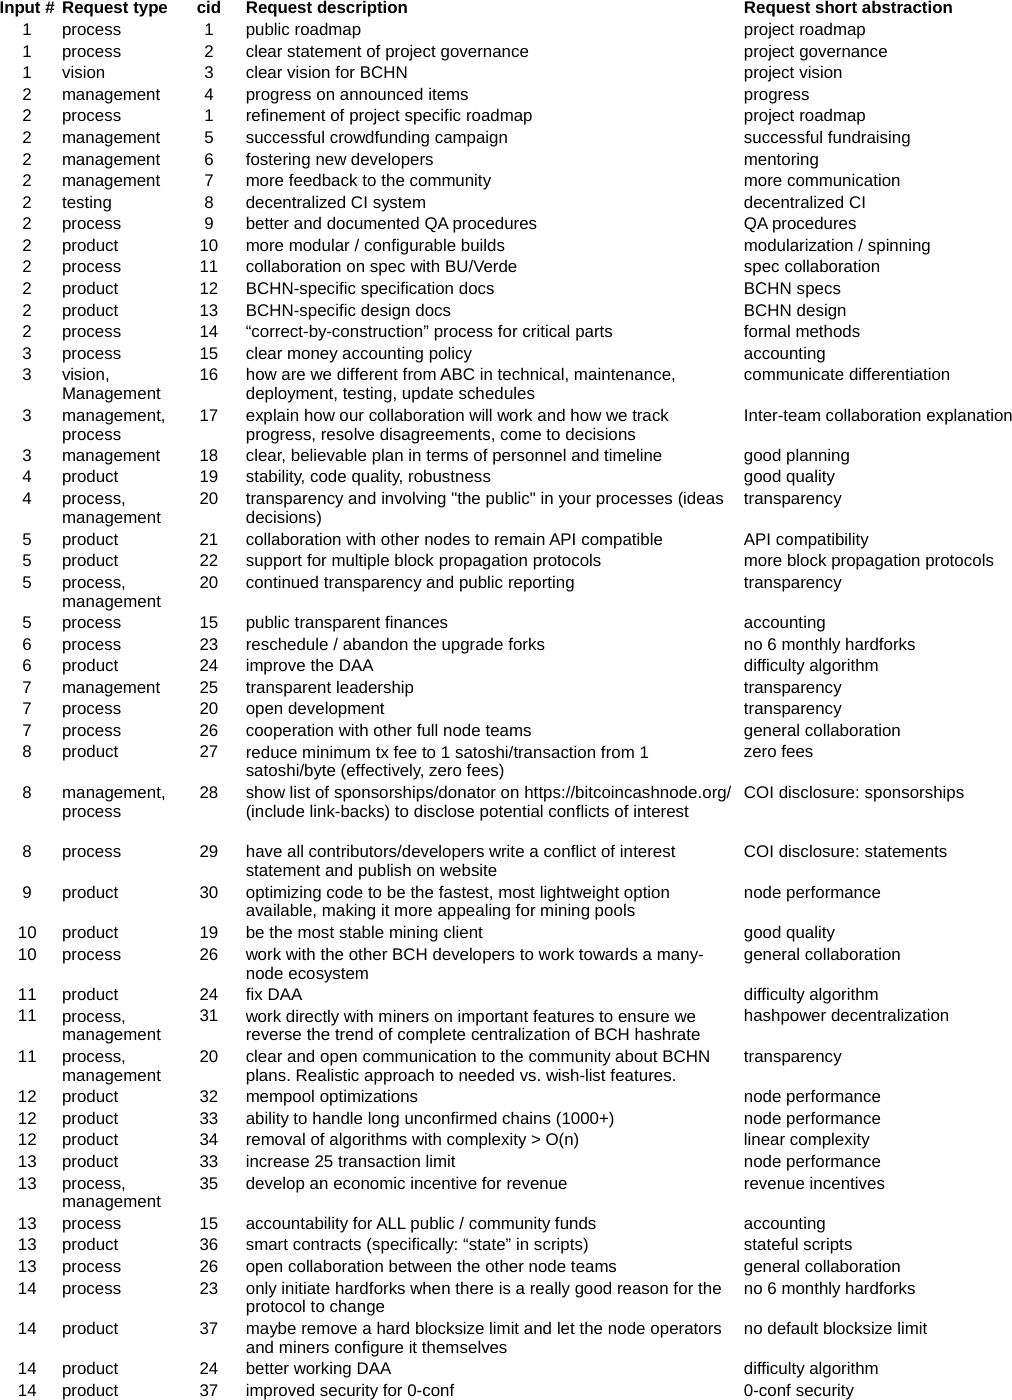 Input # Request type cid Request description Request short abstraction
1 process 1 public roadmap project roadmap
1 process 2 clear statement of project governance project governance
1 vision 3 clear vision for BCHN project vision
2 management 4 progress on announced items progress
2 process 1 refinement of project specific roadmap project roadmap
2 management 5 successful crowdfunding campaign successful fundraising
2 management 6 fostering new developers mentoring
2 management 7 more feedback to the community more communication
2 testing 8 decentralized CI system decentralized CI
2 process 9 better and documented QA procedures QA procedures
2 product 10 more modular / configurable builds modularization / spinning
2 process 11 collaboration on spec with BU/Verde spec collaboration
2 product 12 BCHN-specific specification docs BCHN specs
2 product 13 BCHN-specific design docs BCHN design
2 process 14 “correct-by-construction” process for critical parts formal methods
3 process 15 clear money accounting policy accounting
3 vision, 16 how are we different from ABC in technical, maintenance, communicate differentiation
Management deployment, testing, update schedules
3 management, 17 explain how our collaboration will work and how we track Inter-team collaboration explanation
process progress, resolve disagreements, come to decisions
3 management 18 clear, believable plan in terms of personnel and timeline good planning
4 product 19 stability, code quality, robustness good quality
4 process, 20 transparency and involving "the public" in your processes (ideas transparency
management decisions)
5 product 21 collaboration with other nodes to remain API compatible API compatibility
5 product 22 support for multiple block propagation protocols more block propagation protocols
5 process, 20 continued transparency and public reporting transparency
management
5 process 15 public transparent finances accounting
6 process 23 reschedule / abandon the upgrade forks no 6 monthly hardforks
6 product 24 improve the DAA difficulty algorithm
7 management 25 transparent leadership transparency
7 process 20 open development transparency
7 process 26 cooperation with other full node teams general collaboration
8 product 27 reduce minimum tx fee to 1 satoshi/transaction from 1 zero fees
satoshi/byte (effectively, zero fees)
8 management, 28 show list of sponsorships/donator on https://bitcoincashnode.org/ COI disclosure: sponsorships
process (include link-backs) to disclose potential conflicts of interest
8 process 29 have all contributors/developers write a conflict of interest COI disclosure: statements
statement and publish on website
9 product 30 optimizing code to be the fastest, most lightweight option node performance
available, making it more appealing for mining pools
10 product 19 be the most stable mining client good quality
10 process 26 work with the other BCH developers to work towards a many- general collaboration
node ecosystem
11 product 24 fix DAA difficulty algorithm
11 process, 31 work directly with miners on important features to ensure we hashpower decentralization
management reverse the trend of complete centralization of BCH hashrate
11 process, 20 clear and open communication to the community about BCHN transparency
management plans. Realistic approach to needed vs. wish-list features.
12 product 32 mempool optimizations node performance
12 product 33 ability to handle long unconfirmed chains (1000+) node performance
12 product 34 removal of algorithms with complexity > O(n) linear complexity
13 product 33 increase 25 transaction limit node performance
13 process, 35 develop an economic incentive for revenue revenue incentives
management
13 process 15 accountability for ALL public / community funds accounting
13 product 36 smart contracts (specifically: “state” in scripts) stateful scripts
13 process 26 open collaboration between the other node teams general collaboration
14 process 23 only initiate hardforks when there is a really good reason for the no 6 monthly hardforks
protocol to change
14 product 37 maybe remove a hard blocksize limit and let the node operators no default blocksize limit
and miners configure it themselves
14 product 24 better working DAA difficulty algorithm
14 product 37 improved security for 0-conf 0-conf security